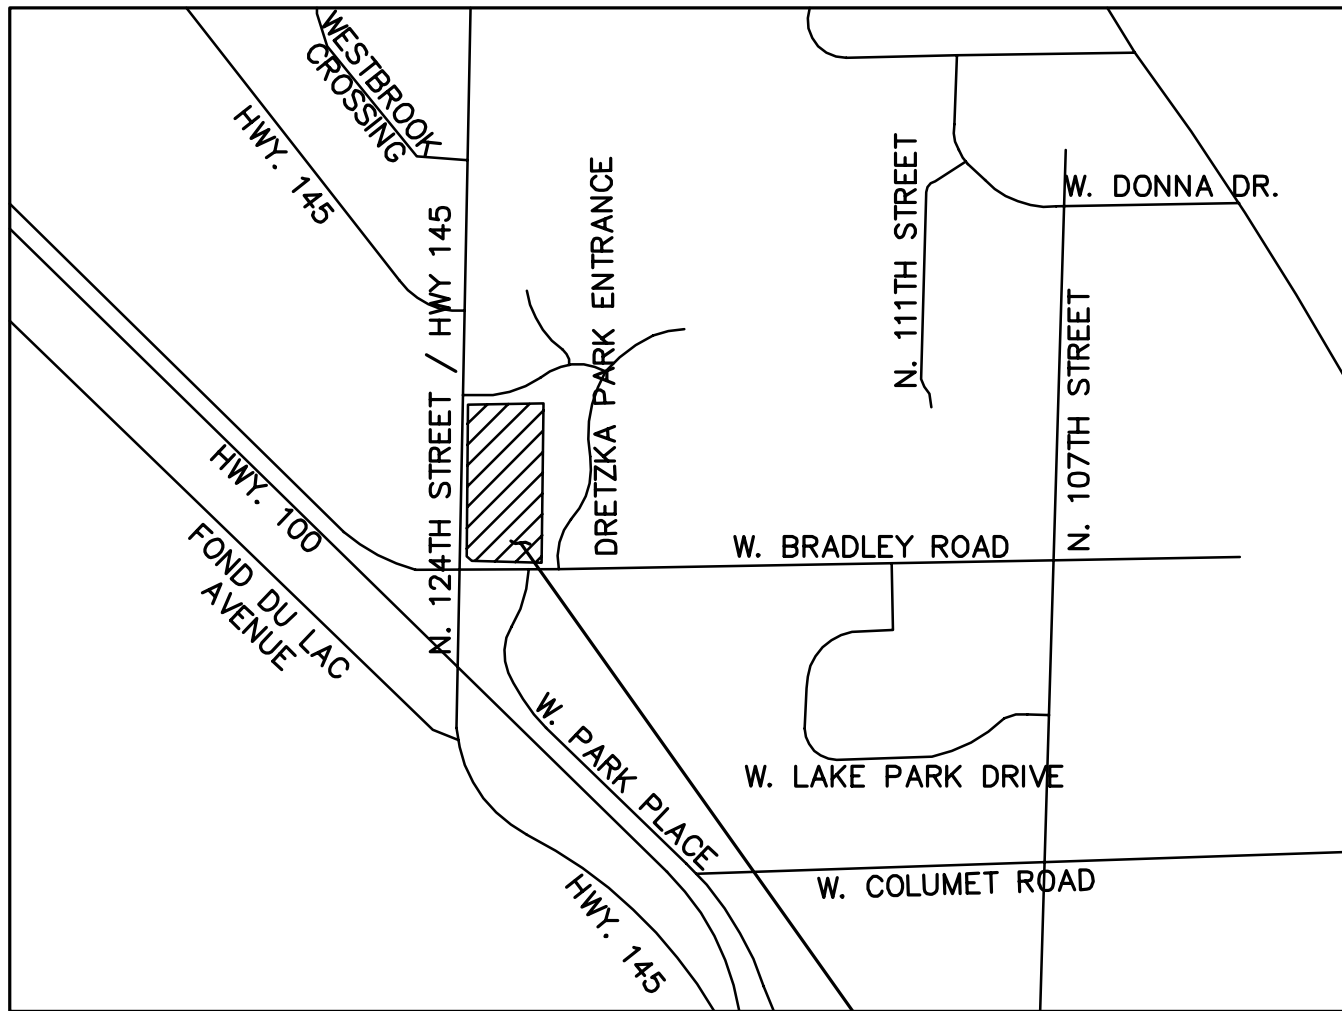 WESTBROOK
CROSSING
HWY. 145
N. 124TH STREET / HWY 145
DRETZKA PARK ENTRANCE
N. 111TH STREET
W. DONNA DR.
N. 107TH STREET
HWY. 100
FOND DU LAC
AVENUE
W. BRADLEY ROAD
W. PARK PLACE
W. LAKE PARK DRIVE
W. COLUMET ROAD
HWY. 145